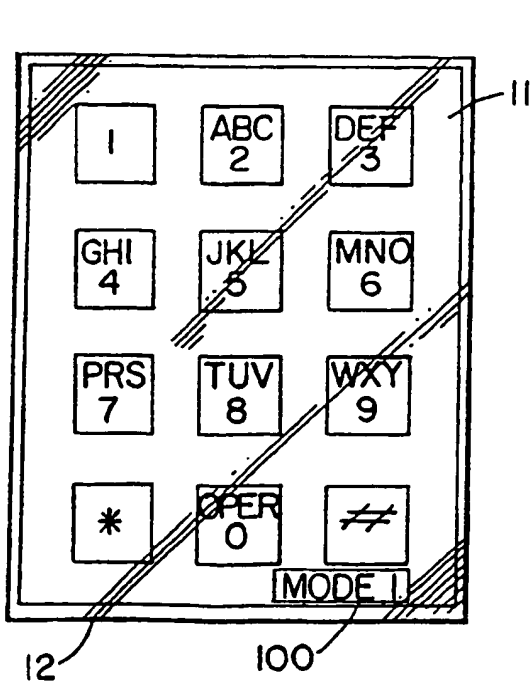 11
1 ABC DEF
2 3
GHI JKL MNO
4 5 6
PRS TUV WXY
7 8 9
* OPER #
0
MODE 1
12 100